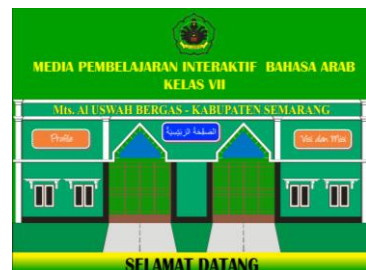 MEDIA PEMBELAJARAN INTERAKTIF BAHASA ARAB
KELAS VII
Mts. Al USWAH BERGAS - KABUPATEN SEMARANG
Profile
الصفحة الرئيسية
Visi dan Misi
SELAMAT DATANG